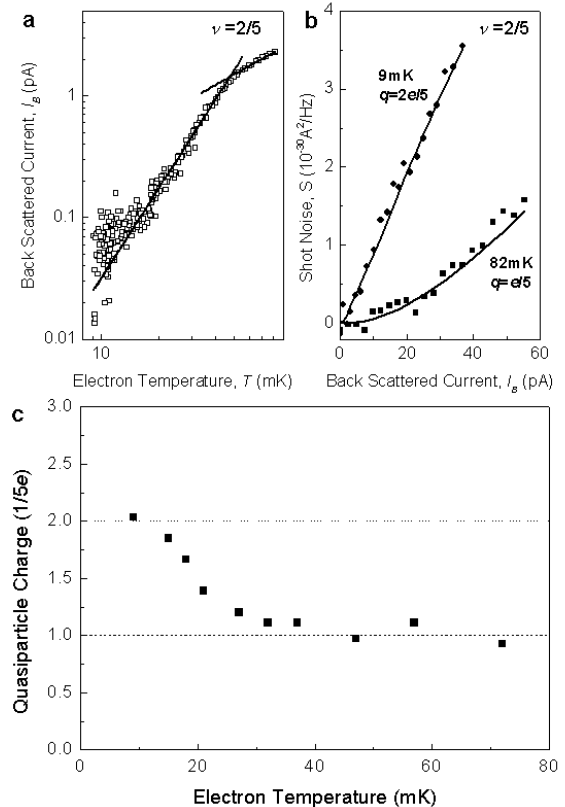 a
ν = 2/5
Back Scattered Current, I_B (pA)
1
0.1
0.01
10
Electron Temperature, T (mK)
b
ν = 2/5
Shot Noise, S (10⁻³⁰A²/Hz)
4
3
2
1
0
9mK
q=2e/5
82mK
q=e/5
0 20 40 60
Back Scattered Current, I_B (pA)
c
Quasiparticle Charge (1/5e)
3.0
2.5
2.0
1.5
1.0
0.5
0.0
0 20 40 60 80
Electron Temperature (mK)